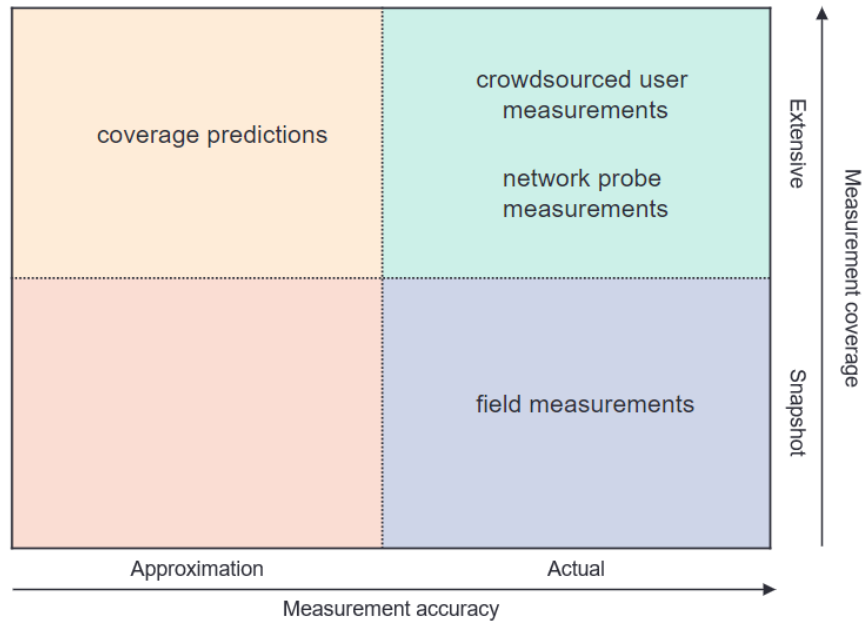 coverage predictions
crowdsourced user
measurements
network probe
measurements
field measurements
Extensive
Snapshot
Measurement coverage
Approximation
Actual
Measurement accuracy